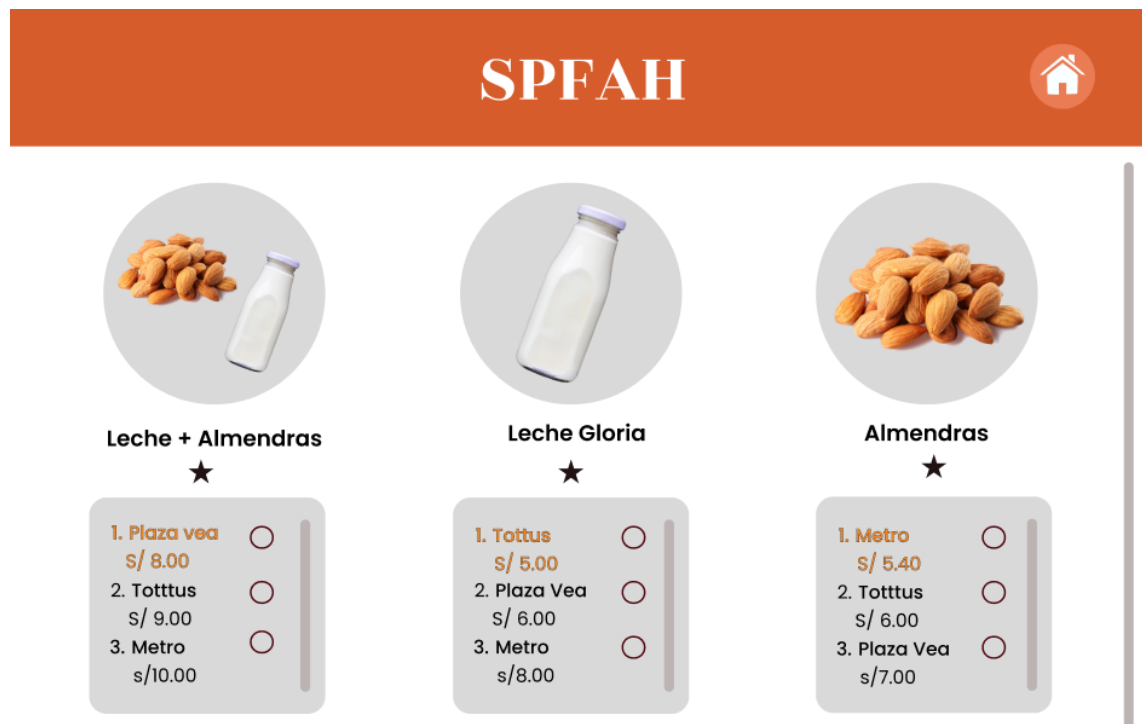 SPFAH
Leche + Almendras
1. Plaza vea
S/ 8.00
2. Totttus
S/ 9.00
3. Metro
s/10.00
Leche Gloria
1. Tottus
S/ 5.00
2. Plaza Vea
S/ 6.00
3. Metro
s/8.00
Almendras
1. Metro
S/ 5.40
2. Totttus
S/ 6.00
3. Plaza Vea
s/7.00